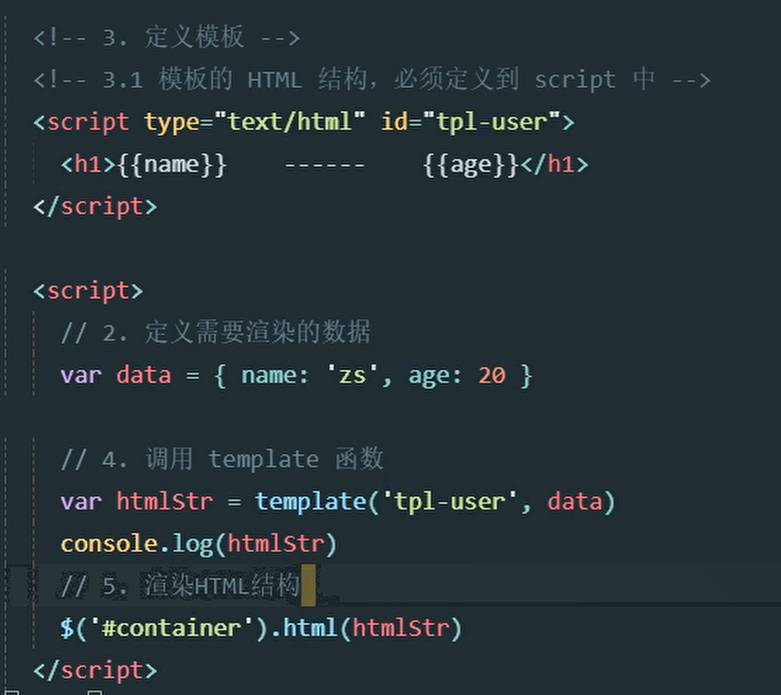 <!-- 3. 定义模板 -->
<!-- 3.1 模板的 HTML 结构，必须定义到 script 中 -->
<script type="text/html" id="tpl-user">
<h1>{{name}}    ------    {{age}}</h1>
</script>
<script>
// 2. 定义需要渲染的数据
var data = { name: 'zs', age: 20 }
// 4. 调用 template 函数
var htmlStr = template('tpl-user', data)
console.log(htmlStr)
// 5. 渲染HTML结构
$('#container').html(htmlStr)
</script>